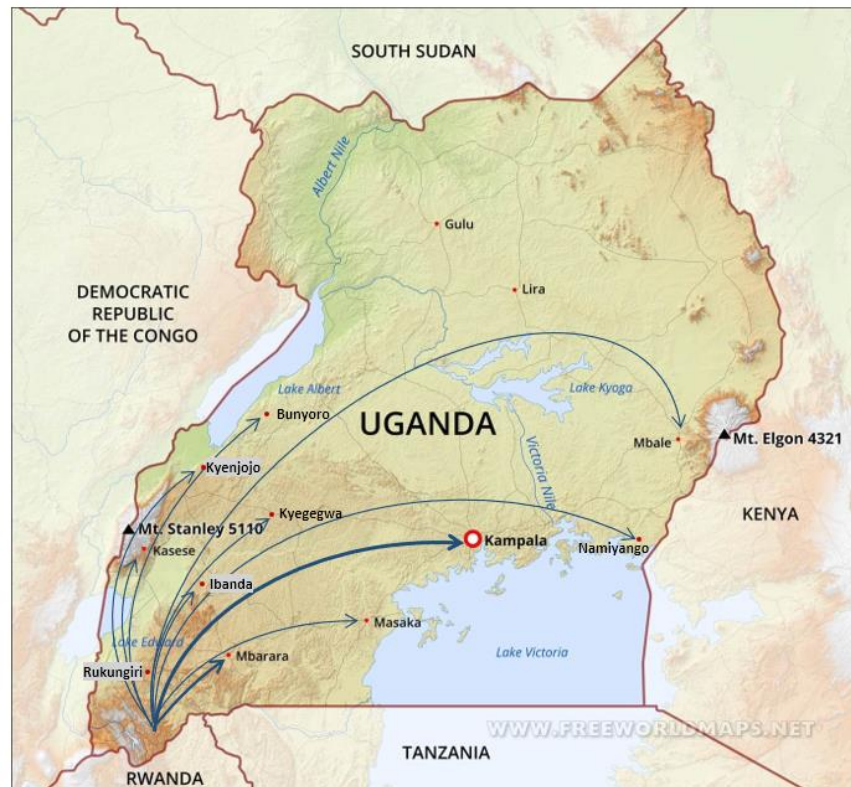 SOUTH SUDAN
Albert Nile
Gulu
DEMOCRATIC
REPUBLIC
OF THE CONGO
Lira
Lake Albert
Lake Kyoga
Bunyoro
UGANDA
Mbale
Mt. Elgon 4321
Kyenjojo
Victoria Nile
Kyegegwa
KENYA
Mt. Stanley 5110
Kasese
Kampala
Namiyango
Ibanda
Masaka
Lake Edward
Mbarara
Lake Victoria
Rukungiri
WWW.FREEWORLDMAPS.NET
TANZANIA
RWANDA